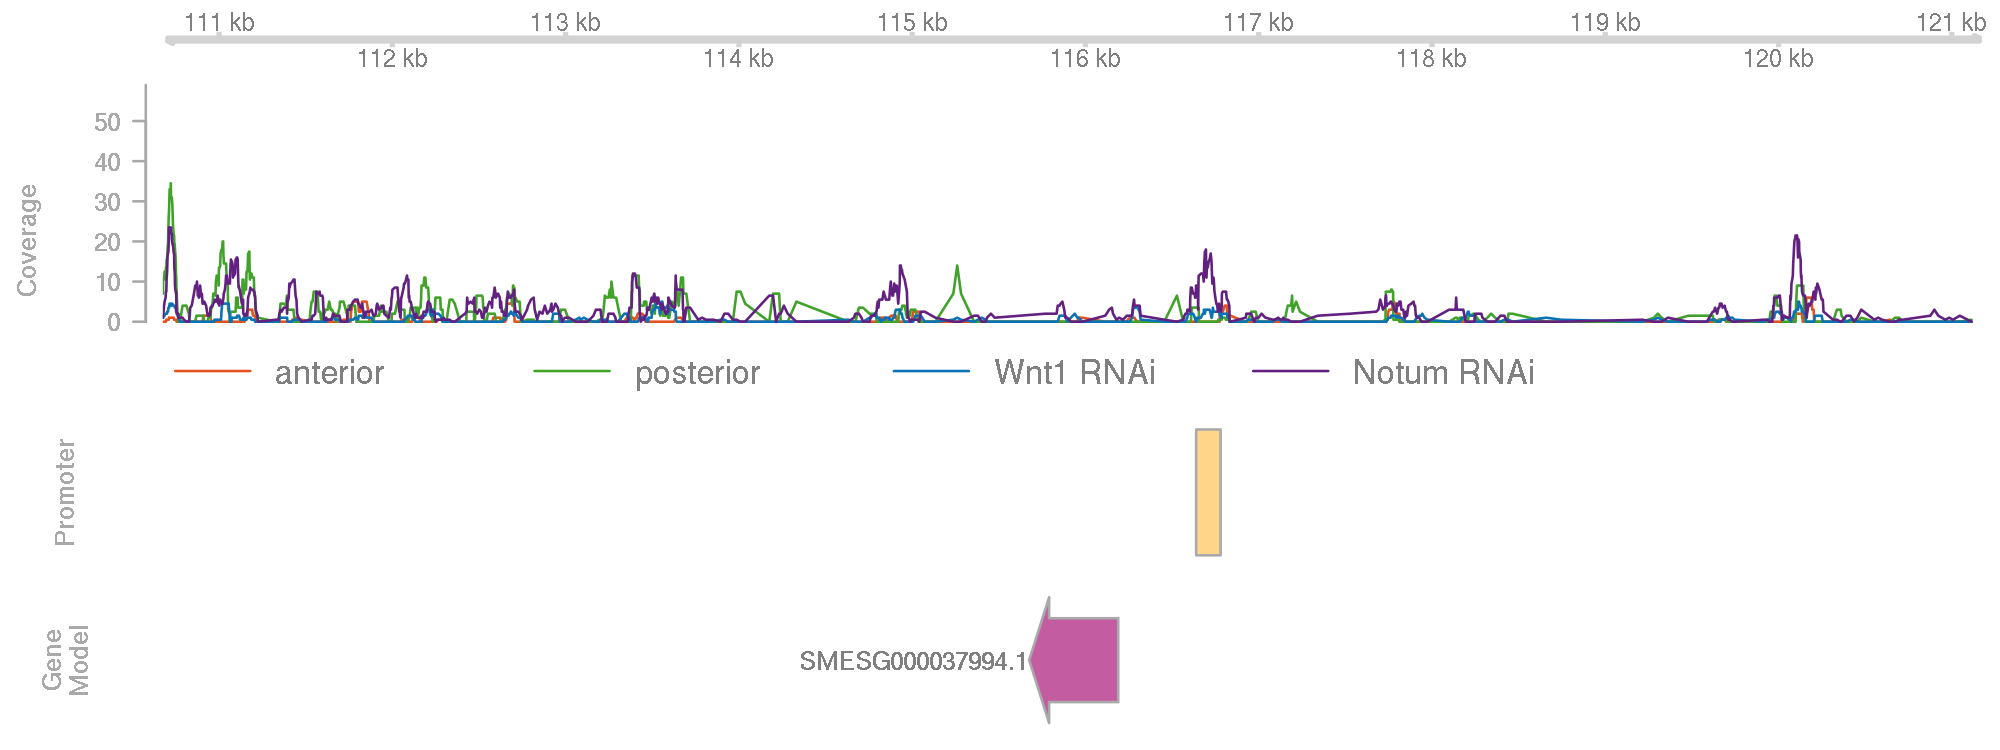 111 kb 113 kb 115 kb 117 kb 119 kb 121 kb
112 kb 114 kb 116 kb 118 kb 120 kb
Coverage
50
40
30
20
10
0
anterior posterior Wnt1 RNAi Notum RNAi
Promoter
Gene
Model
SMESG000037994.1